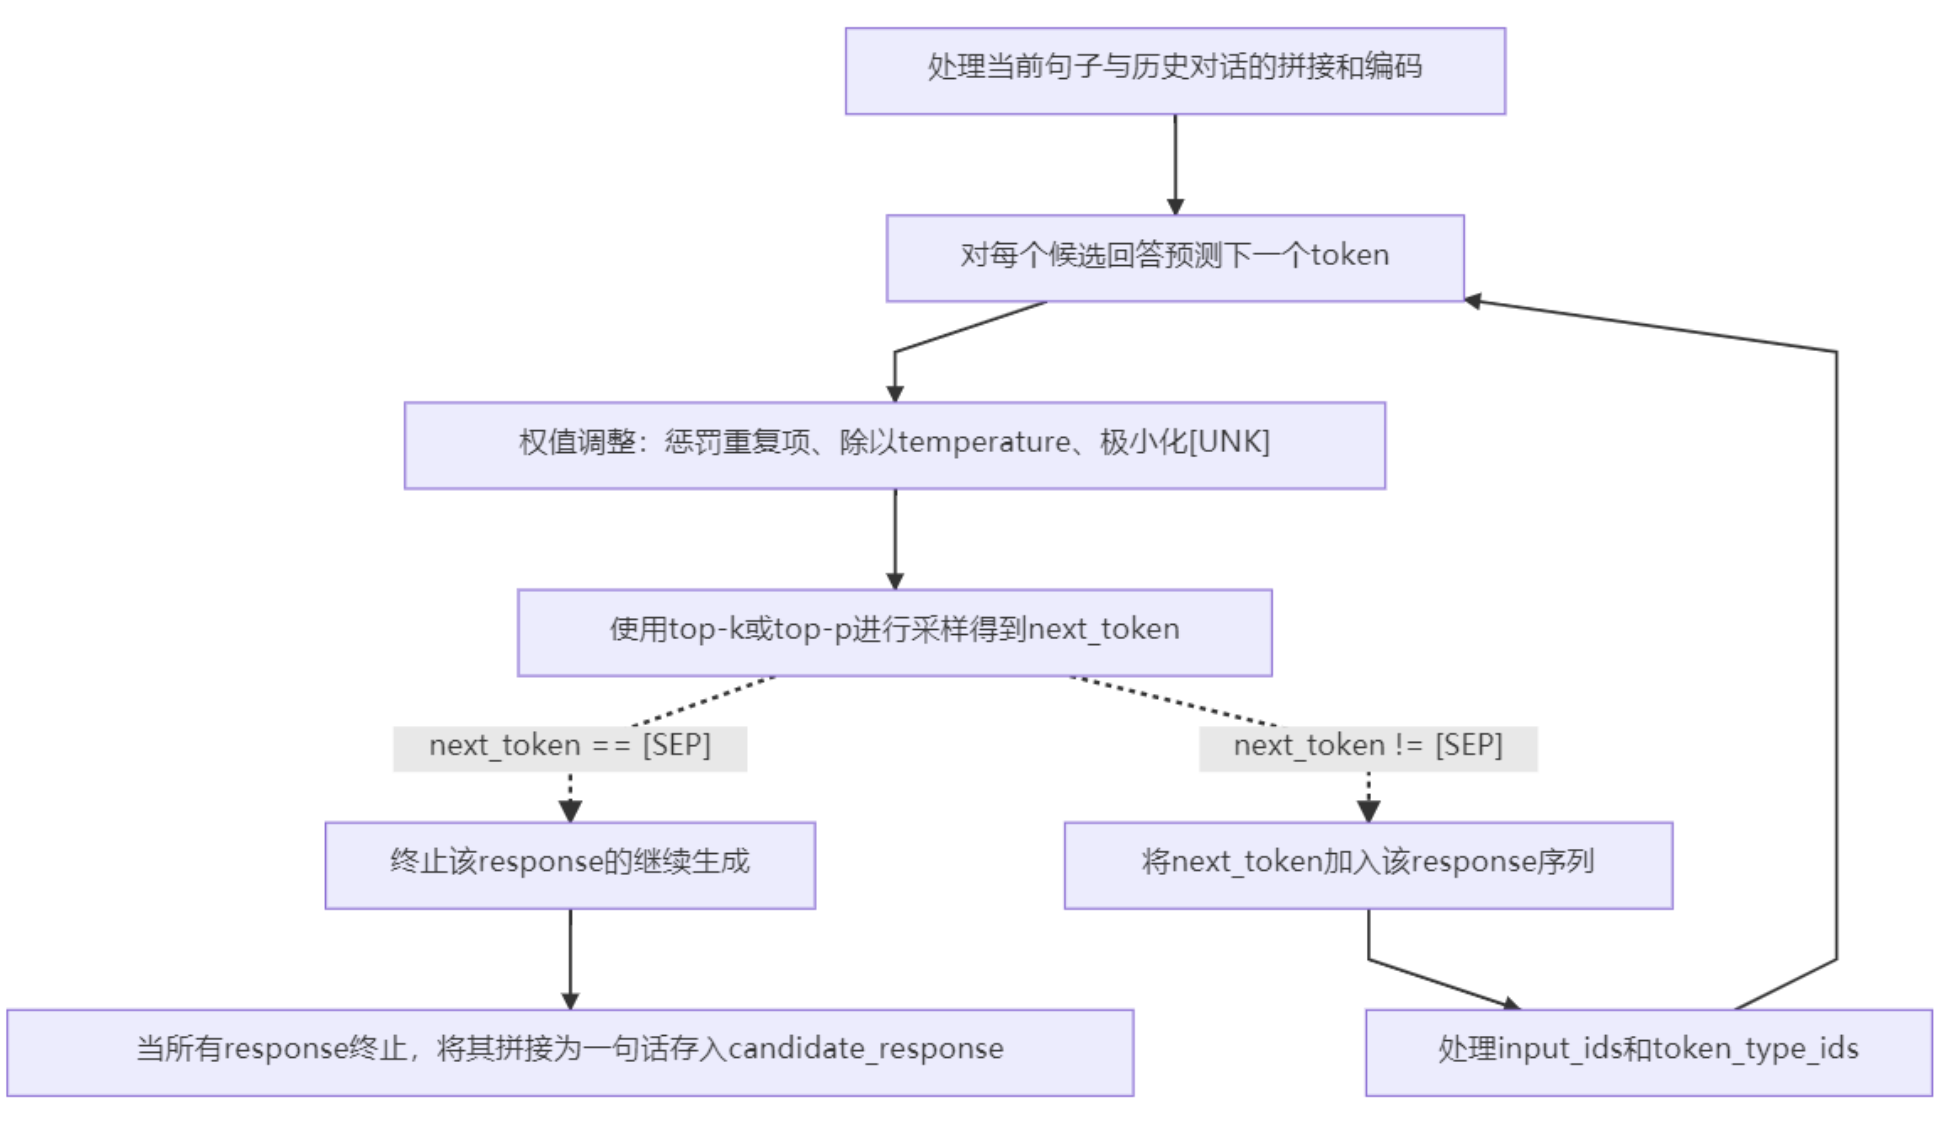 处理当前句子与历史对话的拼接和编码
对每个候选回答预测下一个token
权值调整：惩罚重复项、除以temperature、极小化[UNK]
使用top-k或top-p进行采样得到next_token
next_token == [SEP]
next_token != [SEP]
终止该response的继续生成
将next_token加入该response序列
当所有response终止，将其拼接为一句话存入candidate_response
处理input_ids和token_type_ids